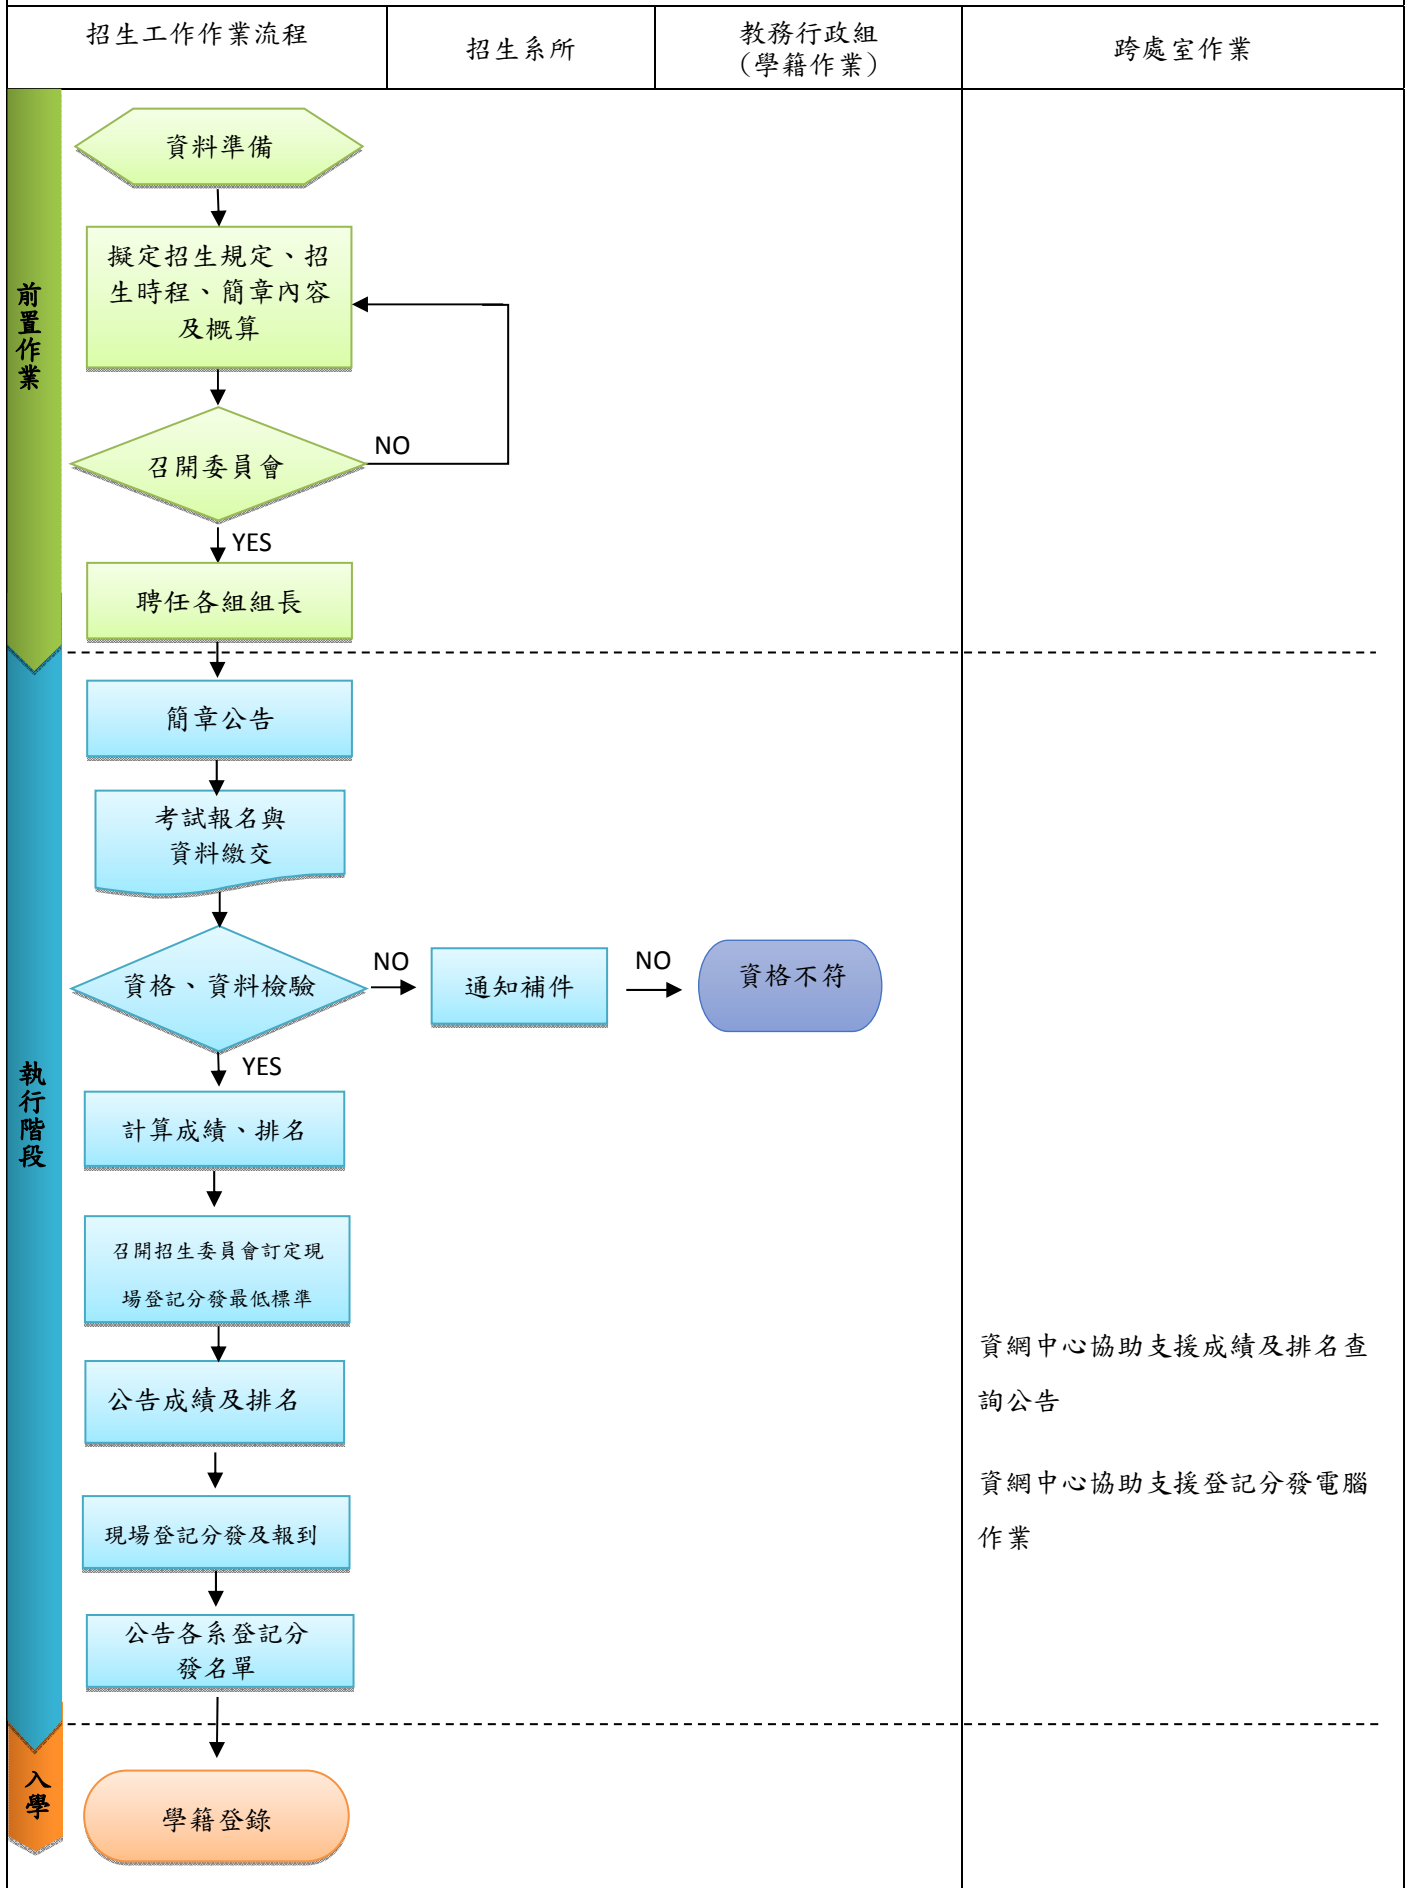 招生工作作業流程
招生系所
教務行政組
（學籍作業）
跨處室作業
前置作業
資料準備
擬定招生規定、招
生時程、簡章內容
及概算
召開委員會
NO
YES
聘任各組組長
執行階段
簡章公告
考試報名與
資料繳交
資格、資料檢驗
NO
通知補件
NO
資格不符
YES
計算成績、排名
召開招生委員會訂定現
場登記分發最低標準
公告成績及排名
資網中心協助支援成績及排名查
詢公告
現場登記分發及報到
資網中心協助支援登記分發電腦
作業
公告各系登記分
發名單
入學
學籍登錄